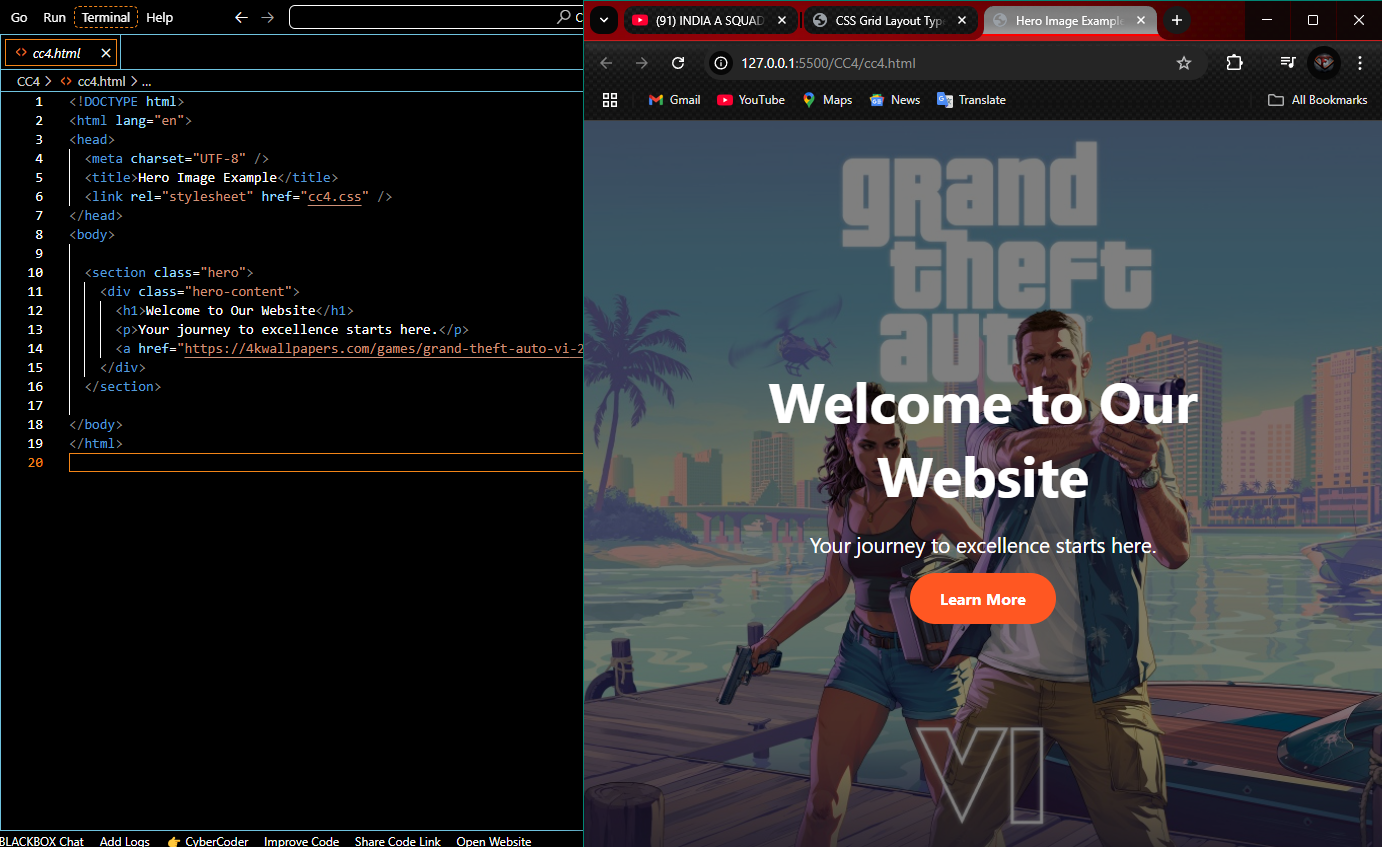 Go Run Terminal Help
cc4.html
CC4 > cc4.html > ...
1 <!DOCTYPE html>
2 <html lang="en">
3 <head>
4 <meta charset="UTF-8" />
5 <title>Hero Image Example</title>
6 <link rel="stylesheet" href="cc4.css" />
7 </head>
8 <body>
9
10 <section class="hero">
11 <div class="hero-content">
12 <h1>Welcome to Our Website</h1>
13 <p>Your journey to excellence starts here.</p>
14 <a href="https://4kwallpapers.com/games/grand-theft-auto-vi-2
15 </div>
16 </section>
17
18 </body>
19 </html>
20
BLACKBOX Chat Add Logs CyberCoder Improve Code Share Code Link Open Website
(91) INDIA A SQUAD CSS Grid Layout Typ Hero Image Example
127.0.0.1:5500/CC4/cc4.html
Gmail YouTube Maps News Translate All Bookmarks
grand
theft
auto
Welcome to Our
Website
Your journey to excellence starts here.
Learn More
VI